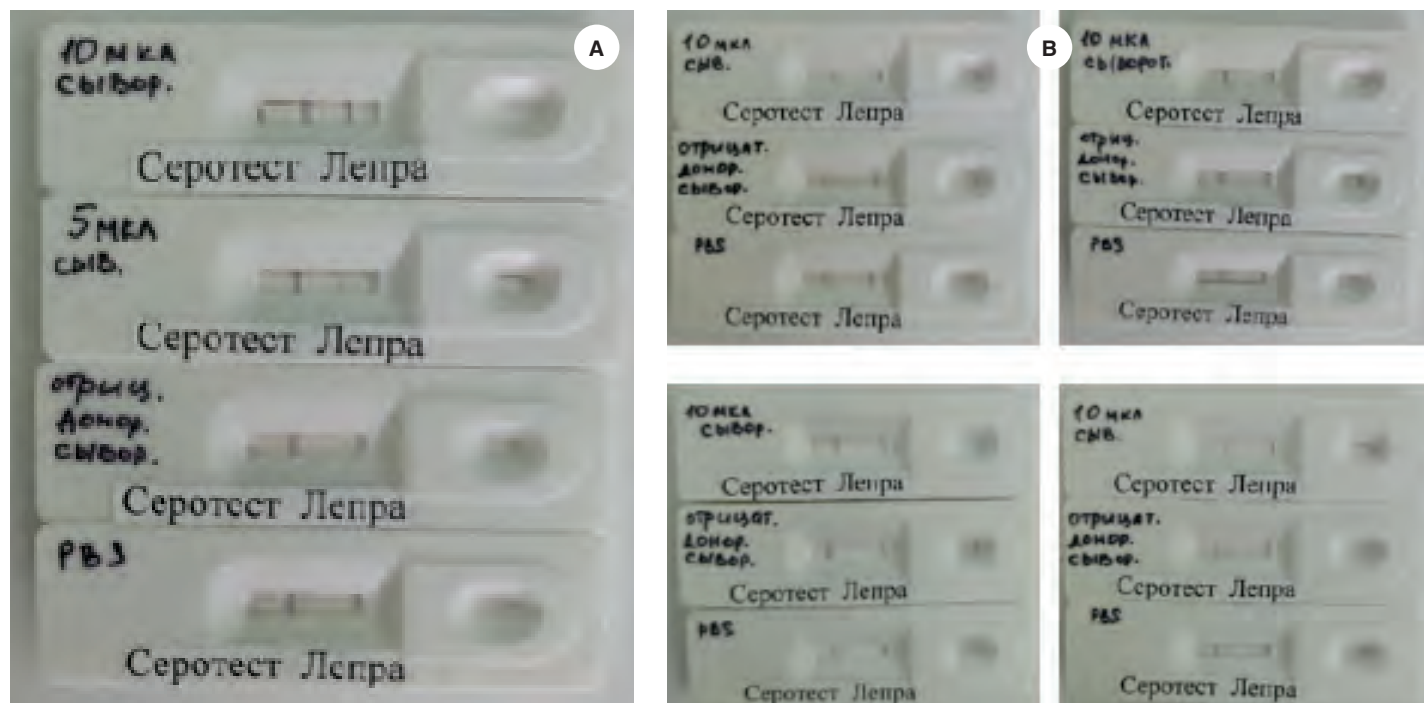 A
10 мкл
сывор.
Серотест Лепра
5 мкл
сыв.
Серотест Лепра
отриц.
донор.
сывор.
Серотест Лепра
PBS
Серотест Лепра
B
10 мкл
сыв.
Серотест Лепра
отрицат.
донор.
сывор.
Серотест Лепра
PBS
Серотест Лепра
10 мкл
сыворот.
Серотест Лепра
отриц.
донор.
сывор.
Серотест Лепра
PBS
Серотест Лепра
10 мкл
сывор.
Серотест Лепра
отрицат.
донор.
сывор.
Серотест Лепра
PBS
Серотест Лепра
10 мкл
сыв.
Серотест Лепра
отрицат.
донор.
сывор.
Серотест Лепра
PBS
Серотест Лепра